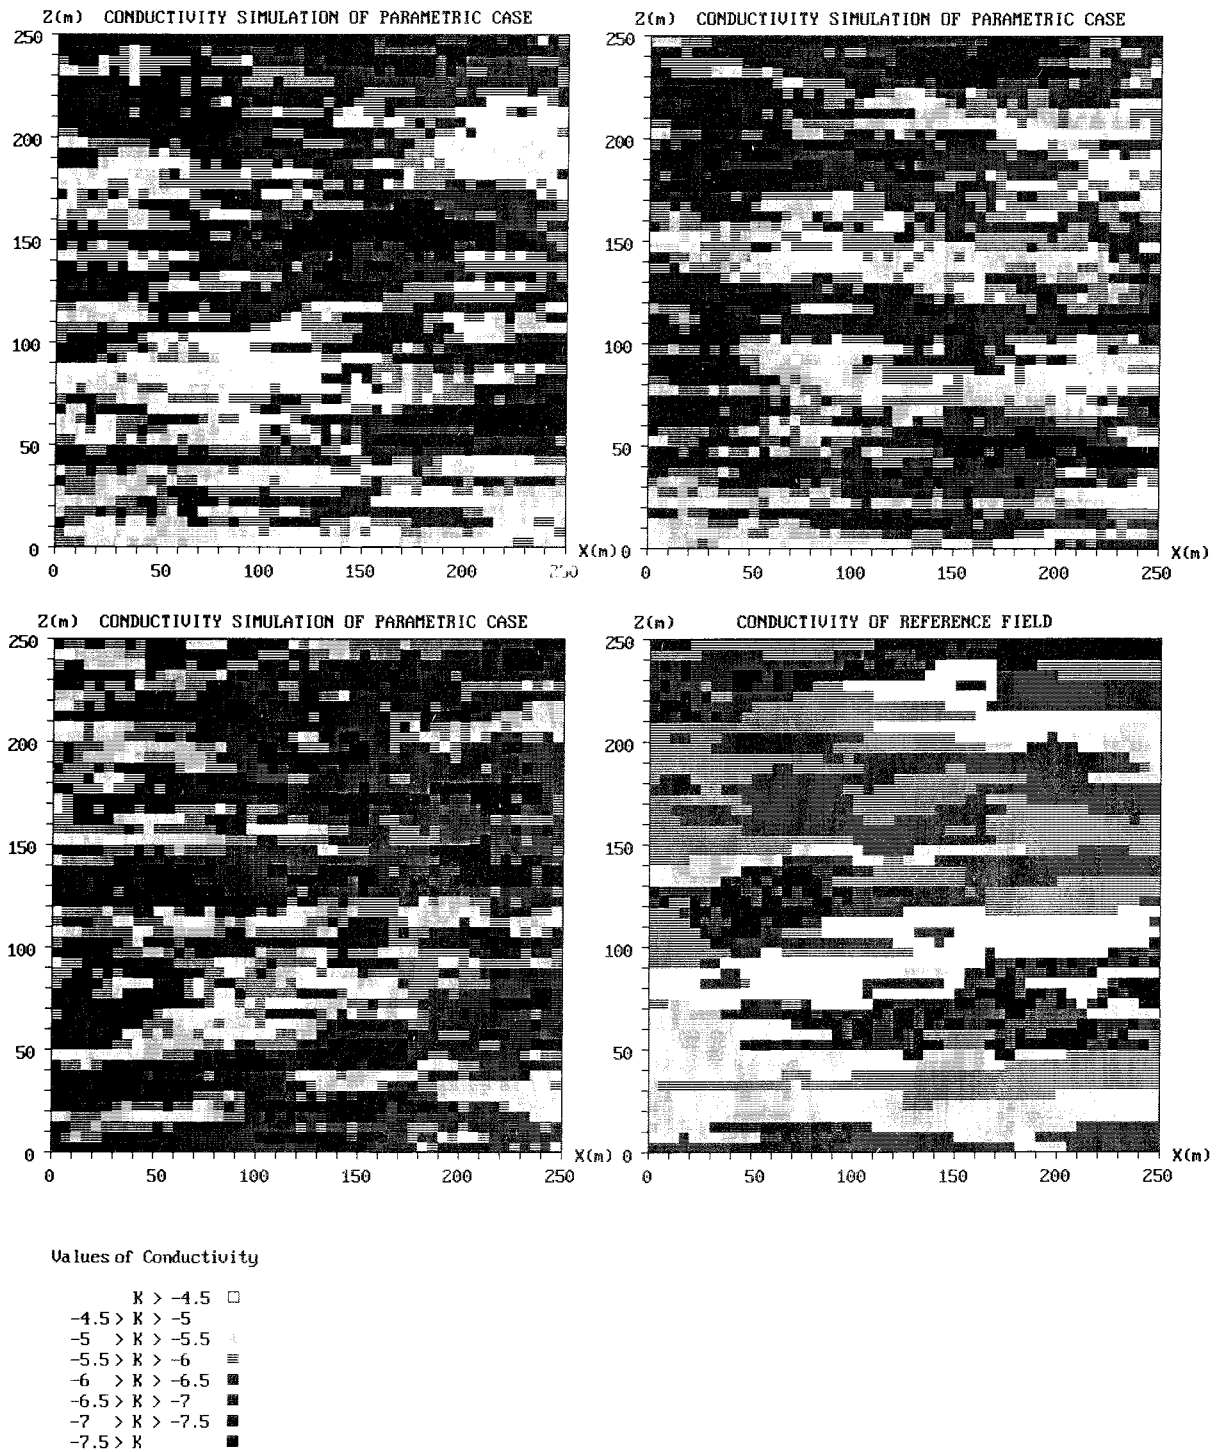 Z(m) CONDUCTIVITY SIMULATION OF PARAMETRIC CASE
250
200
150
100
50
0
0 50 100 150 200 250
X(m)
Z(m) CONDUCTIVITY SIMULATION OF PARAMETRIC CASE
250
200
150
100
50
0
0 50 100 150 200 250
X(m)
Z(m) CONDUCTIVITY SIMULATION OF PARAMETRIC CASE
250
200
150
100
50
0
0 50 100 150 200 250
X(m)
Z(m) CONDUCTIVITY OF REFERENCE FIELD
250
200
150
100
50
0
0 50 100 150 200 250
X(m)
Values of Conductivity
K > -4.5
-4.5 > K > -5
-5 > K > -5.5
-5.5 > K > -6
-6 > K > -6.5
-6.5 > K > -7
-7 > K > -7.5
-7.5 > K